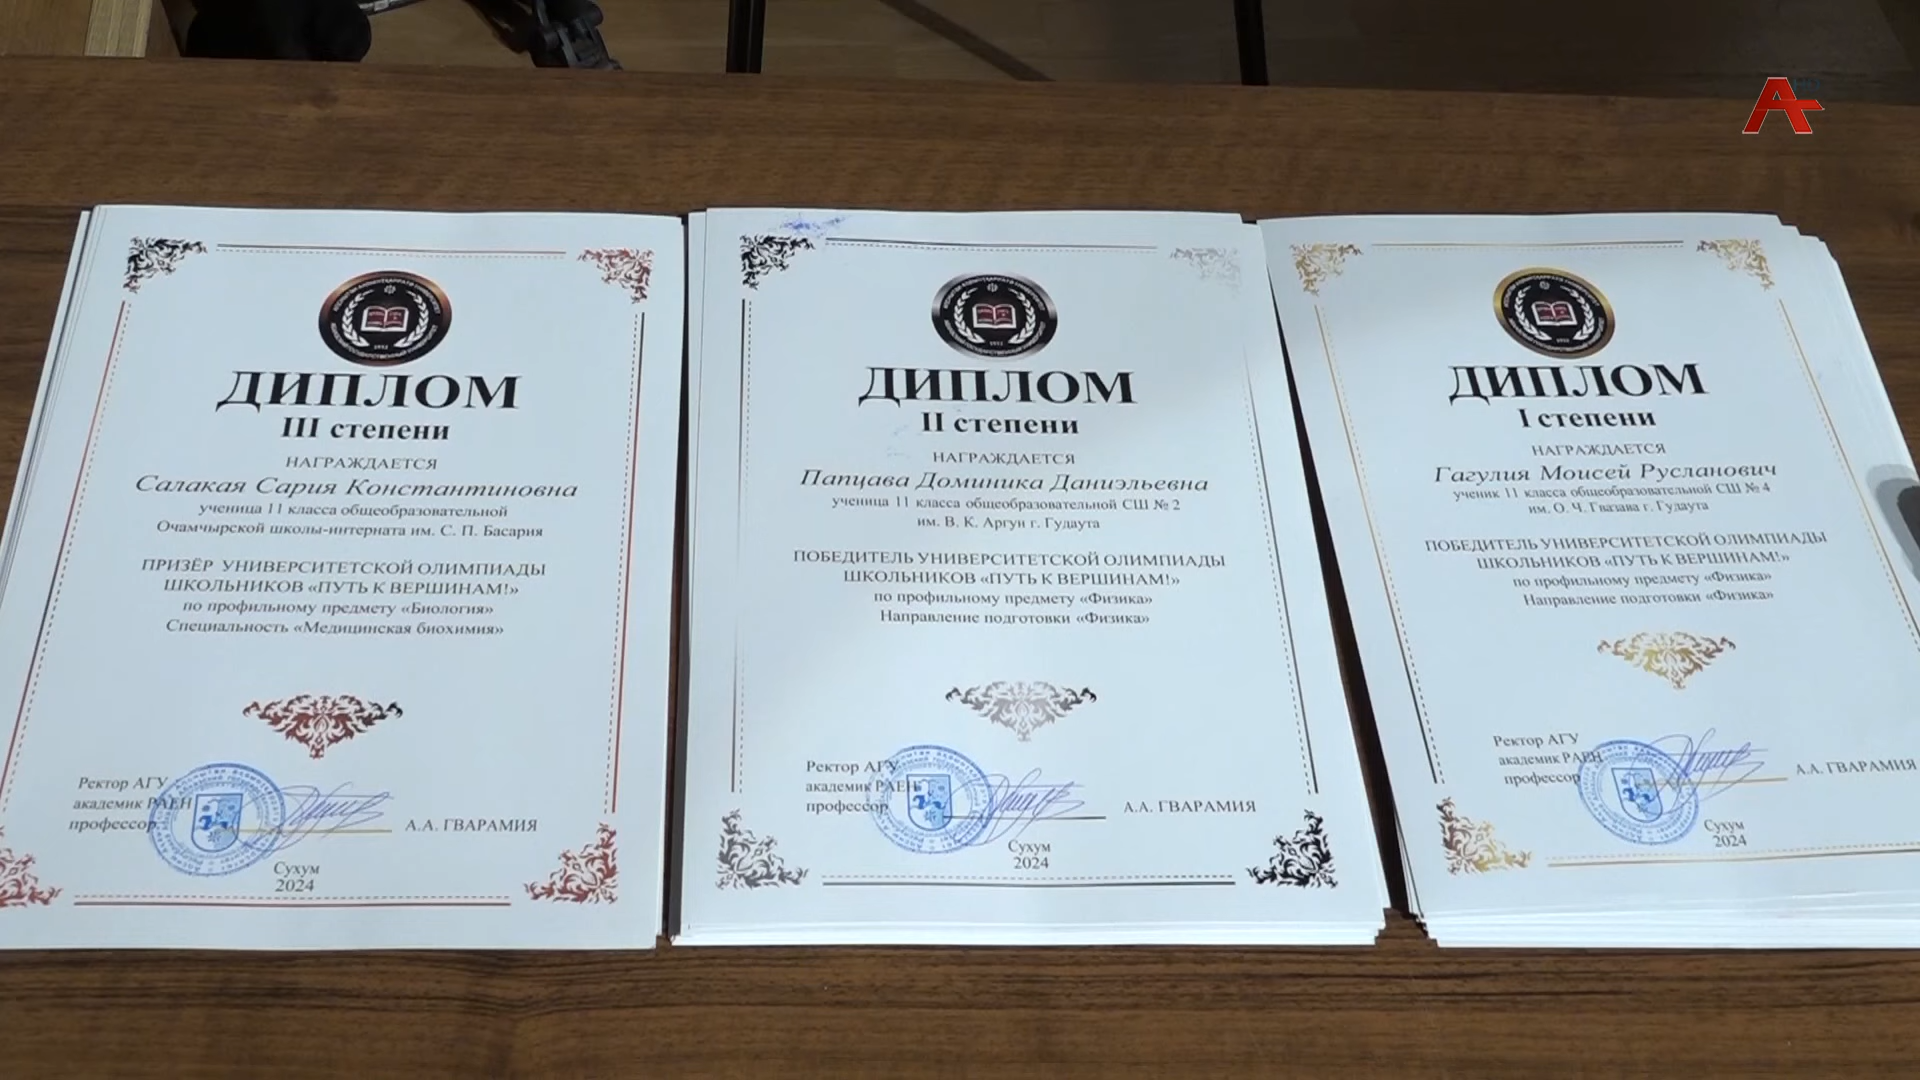 ДИПЛОМ
III степени
НАГРАЖДАЕТСЯ
Салакая Сария Константиновна
ученица 11 класса общеобразовательной
Очамчырской школы-интерната им. С. П. Басария
ПРИЗЁР УНИВЕРСИТЕТСКОЙ ОЛИМПИАДЫ
ШКОЛЬНИКОВ «ПУТЬ К ВЕРШИНАМ!»
по профильному предмету «Биология»
Специальность «Медицинская биохимия»
Ректор АГУ
академик РАЕН
профессор
А.А. ГВАРАМИЯ
Сухум
2024
ДИПЛОМ
II степени
НАГРАЖДАЕТСЯ
Папцава Доминика Даниэльевна
ученица 11 класса общеобразовательной СШ № 2
им. В. К. Аргун г. Гудаута
ПОБЕДИТЕЛЬ УНИВЕРСИТЕТСКОЙ ОЛИМПИАДЫ
ШКОЛЬНИКОВ «ПУТЬ К ВЕРШИНАМ!»
по профильному предмету «Физика»
Направление подготовки «Физика»
Ректор АГУ
академик РАЕН
профессор
А.А. ГВАРАМИЯ
Сухум
2024
ДИПЛОМ
I степени
НАГРАЖДАЕТСЯ
Гагулия Моисей Русланович
ученик 11 класса общеобразовательной СШ № 4
им. О. Ч. Гвазава г. Гудаута
ПОБЕДИТЕЛЬ УНИВЕРСИТЕТСКОЙ ОЛИМПИАДЫ
ШКОЛЬНИКОВ «ПУТЬ К ВЕРШИНАМ!»
по профильному предмету «Физика»
Направление подготовки «Физика»
Ректор АГУ
академик РАЕН
профессор
А.А. ГВАРАМИЯ
Сухум
2024